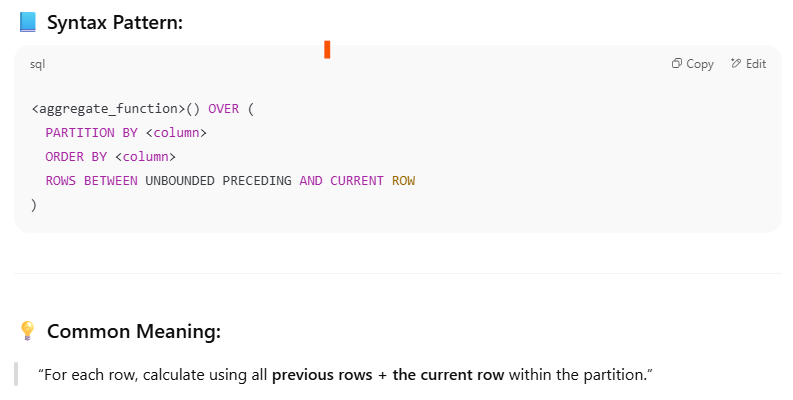 📘 Syntax Pattern:
sql
Copy
Edit
<aggregate_function>() OVER (
  PARTITION BY <column>
  ORDER BY <column>
  ROWS BETWEEN UNBOUNDED PRECEDING AND CURRENT ROW
)
💡 Common Meaning:
“For each row, calculate using all previous rows + the current row within the partition.”